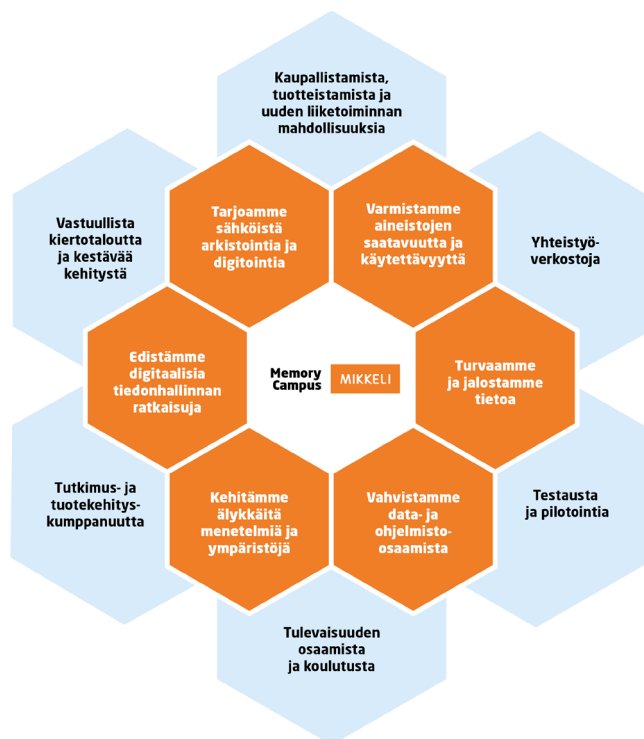 Kaupallistamista,
tuotteistamista ja
uuden liiketoiminnan
mahdollisuuksia
Vastuullista
kiertotaloutta
ja kestävää
kehitystä
Tarjoamme
sähköistä
arkistointia ja
digitointia
Varmistamme
aineistojen
saatavuutta ja
käytettävyyttä
Yhteistyö-
verkostoja
Edistämme
digitaalisia
tiedonhallinnan
ratkaisuja
Memory
Campus
MIKKELI
Turvaamme
ja jalostamme
tietoa
Tutkimus- ja
tuotekehitys-
kumppanuutta
Kehitämme
älykkäitä
menetelmiä ja
ympäristöjä
Vahvistamme
data- ja
ohjelmisto-
osaamista
Testausta
ja pilotointia
Tulevaisuuden
osaamista
ja koulutusta